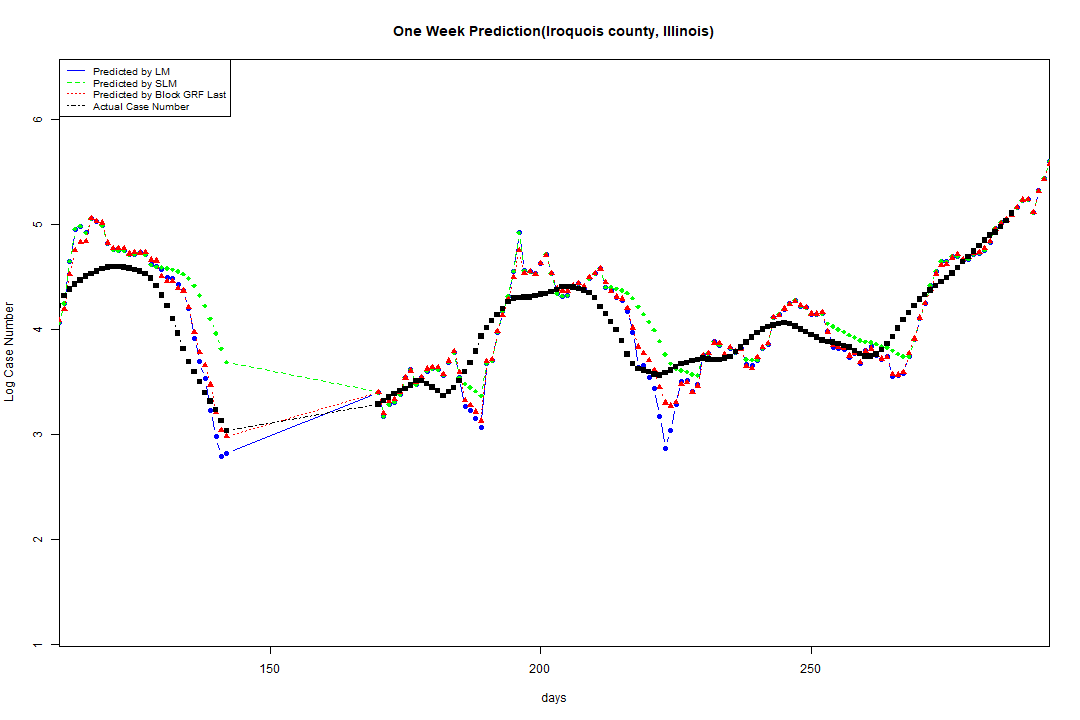 One Week Prediction(Iroquois county, Illinois)
Predicted by LM
Predicted by SLM
Predicted by Block GRF Last
Actual Case Number
6
5
4
3
2
1
Log Case Number
150
200
250
days